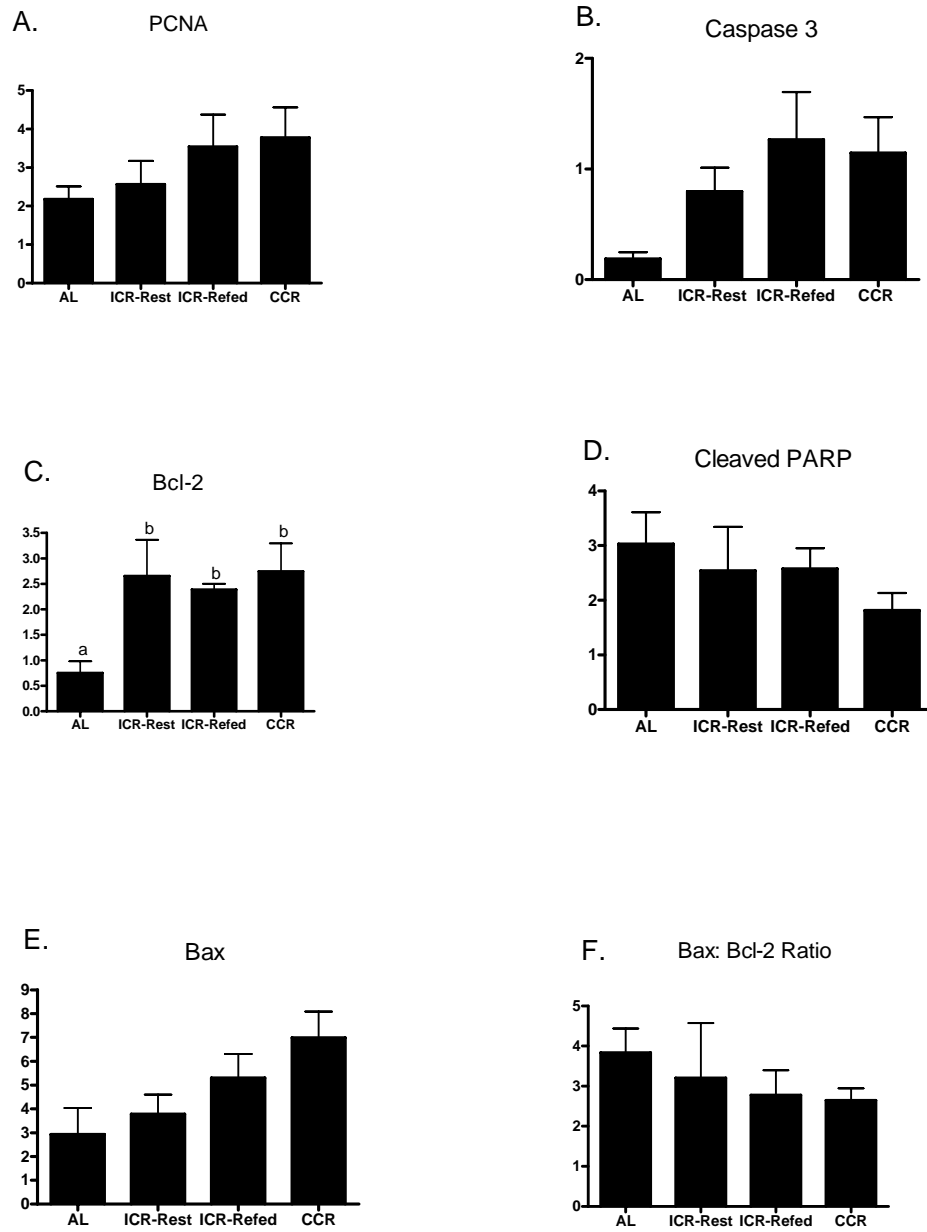 A.
PCNA
5
4
3
2
1
0
AL ICR-Rest ICR-Refed CCR
B.
Caspase 3
2
1
0
AL ICR-Rest ICR-Refed CCR
C.
Bcl-2
3.5
3.0
2.5
2.0
1.5
1.0
0.5
0.0
a b b b
AL ICR-Rest ICR-Refed CCR
D.
Cleaved PARP
4
3
2
1
0
AL ICR-Rest ICR-Refed CCR
E.
Bax
9
8
7
6
5
4
3
2
1
0
AL ICR-Rest ICR-Refed CCR
F.
Bax: Bcl-2 Ratio
5
4
3
2
1
0
AL ICR-Rest ICR-Refed CCR